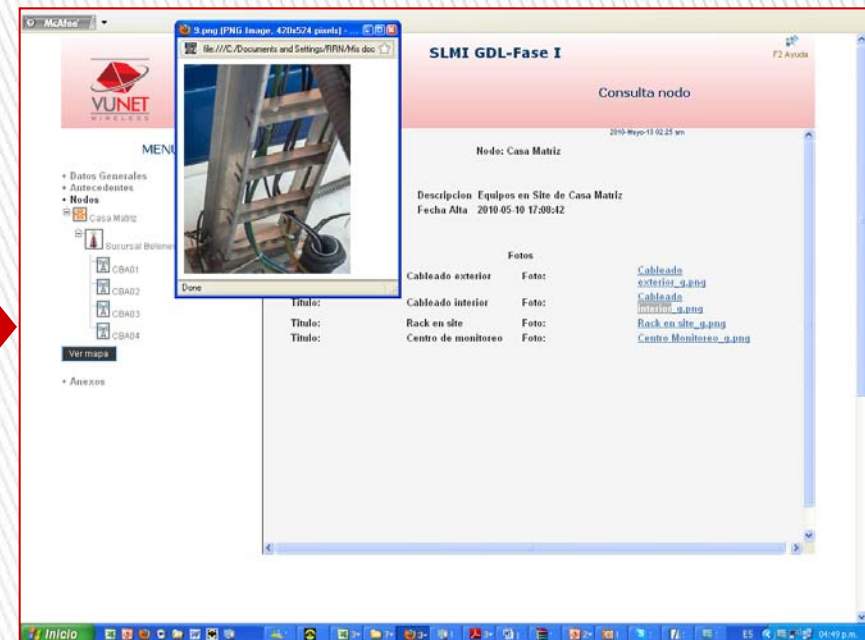 McAfee
9.png (PNG Image, 420x524 pixels) - ...
file:///C:/Documents and Settings/RRN/Mis doc
Done
SLMI GDL-Fase I
F2 Ayuda
VUNET
WIRELESS
Consulta nodo
2010-Mayo-13 02:25 am
MENU
+ Datos Generales
+ Antecedentes
• Nodos
Casa Matriz
Sucursal Belenes
CBA01
CBA02
CBA03
CBA04
Ver mapa
+ Anexos
Nodo: Casa Matriz
Descripcion Equipos en Site de Casa Matriz
Fecha Alta 2010-05-10 17:08:42
Fotos
Cableado exterior Foto: Cableado
exterior_g.png
Titulo: Cableado interior Foto: Cableado
interior_g.png
Titulo: Rack en site Foto: Rack en site_g.png
Titulo: Centro de monitoreo Foto: Centro Monitoreo_g.png
Inicio
ES
04:49 p.m.